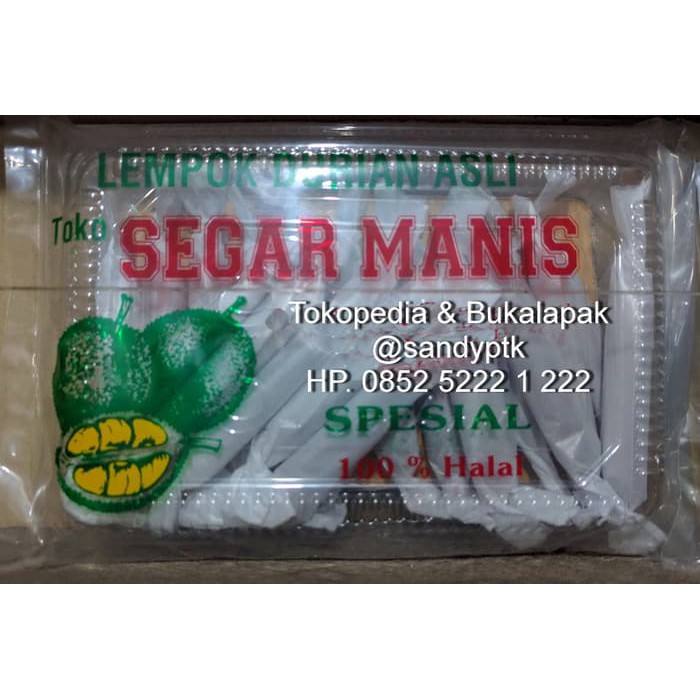 LEMPOK DURIAN ASLI
Toko SEGAR MANIS
Tokopedia & Bukalapak
@sandyptk
HP. 0852 5222 1 222
SPESIAL
100 % Halal